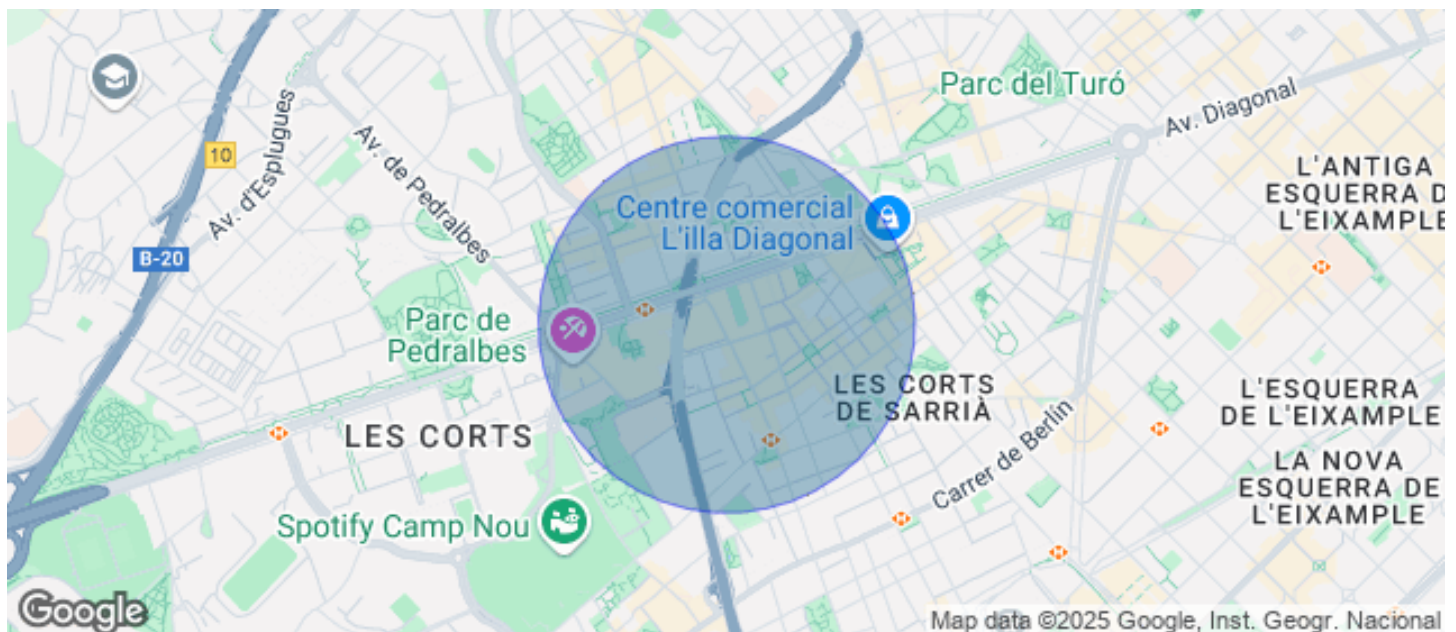 Parc del Turó
Av. Diagonal
10
Av. d'Esplugues
Av. de Pedralbes
L'ANTIGA
ESQUERRA D
L'EIXAMPLE
Centre comercial
L'illa Diagonal
B-20
Parc de
Pedralbes
LES CORTS
DE SARRIÀ
L'ESQUERRA
DE L'EIXAMPLE
LES CORTS
Carrer de Berlín
LA NOVA
ESQUERRA DE
L'EIXAMPLE
Spotify Camp Nou
Google
Map data ©2025 Google, Inst. Geogr. Nacional